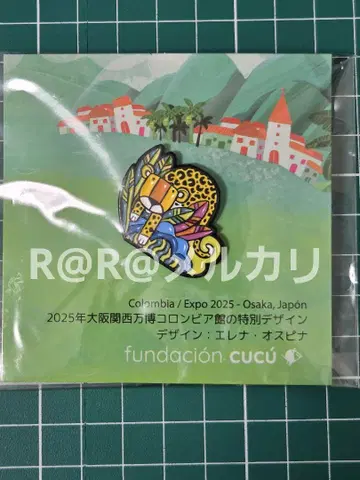 R@R@メルカリ
Colombia / Expo 2025 - Osaka, Japón
2025年大阪関西万博コロンビア館の特別デザイン
デザイン：エレナ・オスピナ
fundación cucú